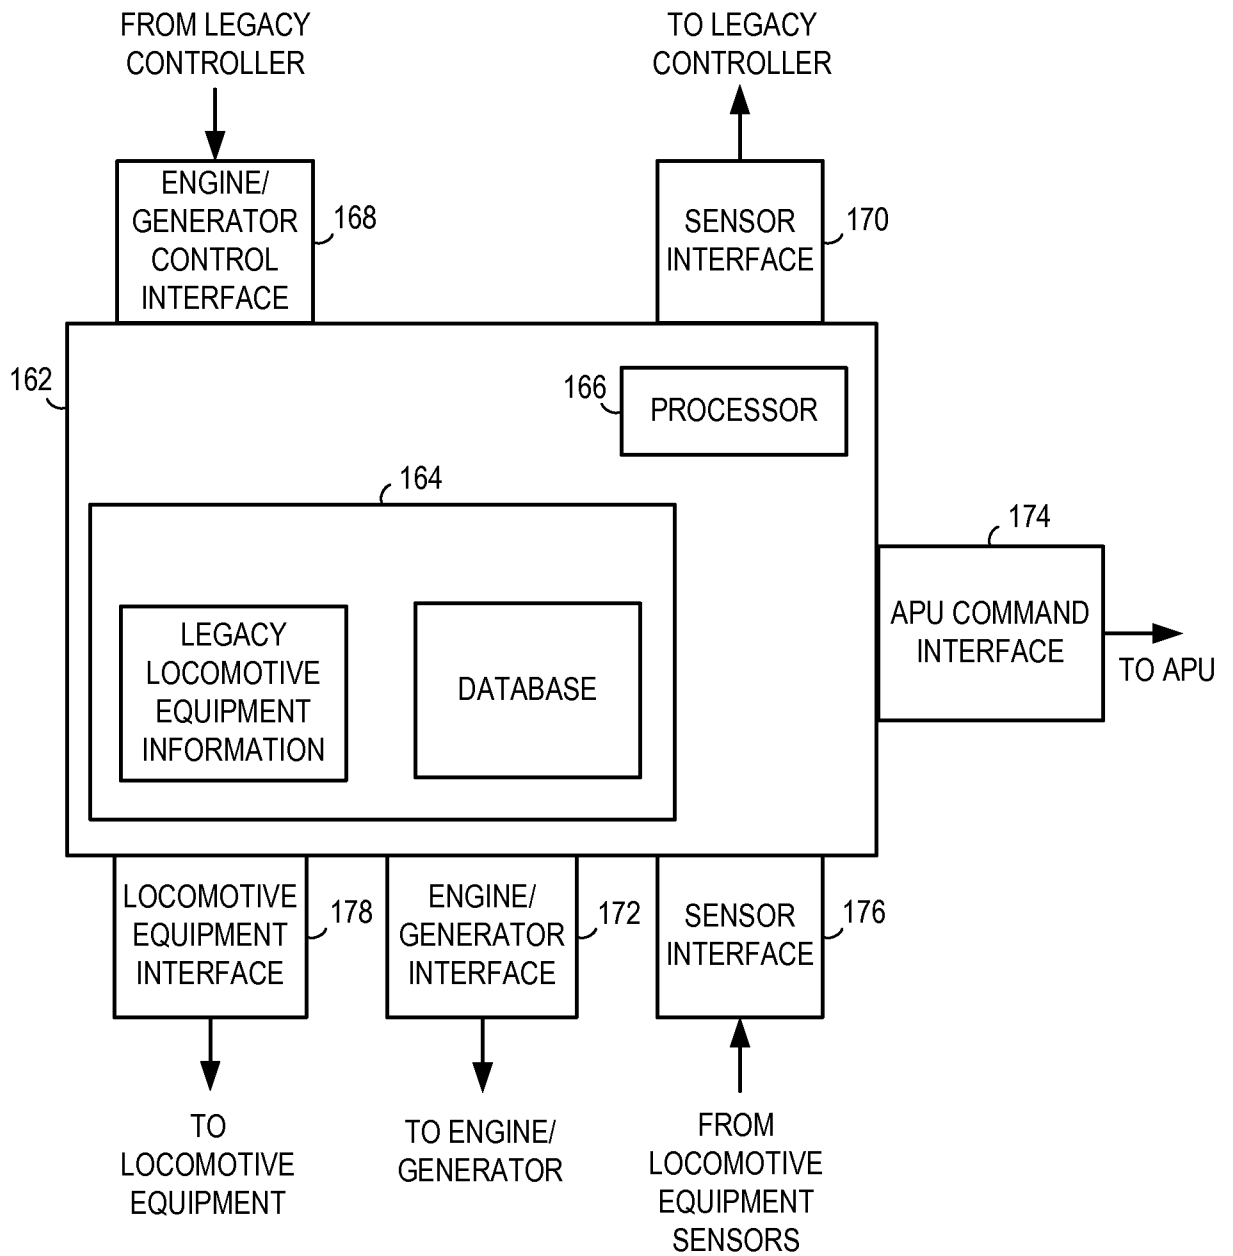 FROM LEGACY
CONTROLLER
TO LEGACY
CONTROLLER
ENGINE/
GENERATOR
CONTROL
INTERFACE
168
SENSOR
INTERFACE
170
162
166
PROCESSOR
164
174
APU COMMAND
INTERFACE
TO APU
LEGACY
LOCOMOTIVE
EQUIPMENT
INFORMATION
DATABASE
LOCOMOTIVE
EQUIPMENT
INTERFACE
178
ENGINE/
GENERATOR
INTERFACE
172
SENSOR
INTERFACE
176
TO
LOCOMOTIVE
EQUIPMENT
TO ENGINE/
GENERATOR
FROM
LOCOMOTIVE
EQUIPMENT
SENSORS